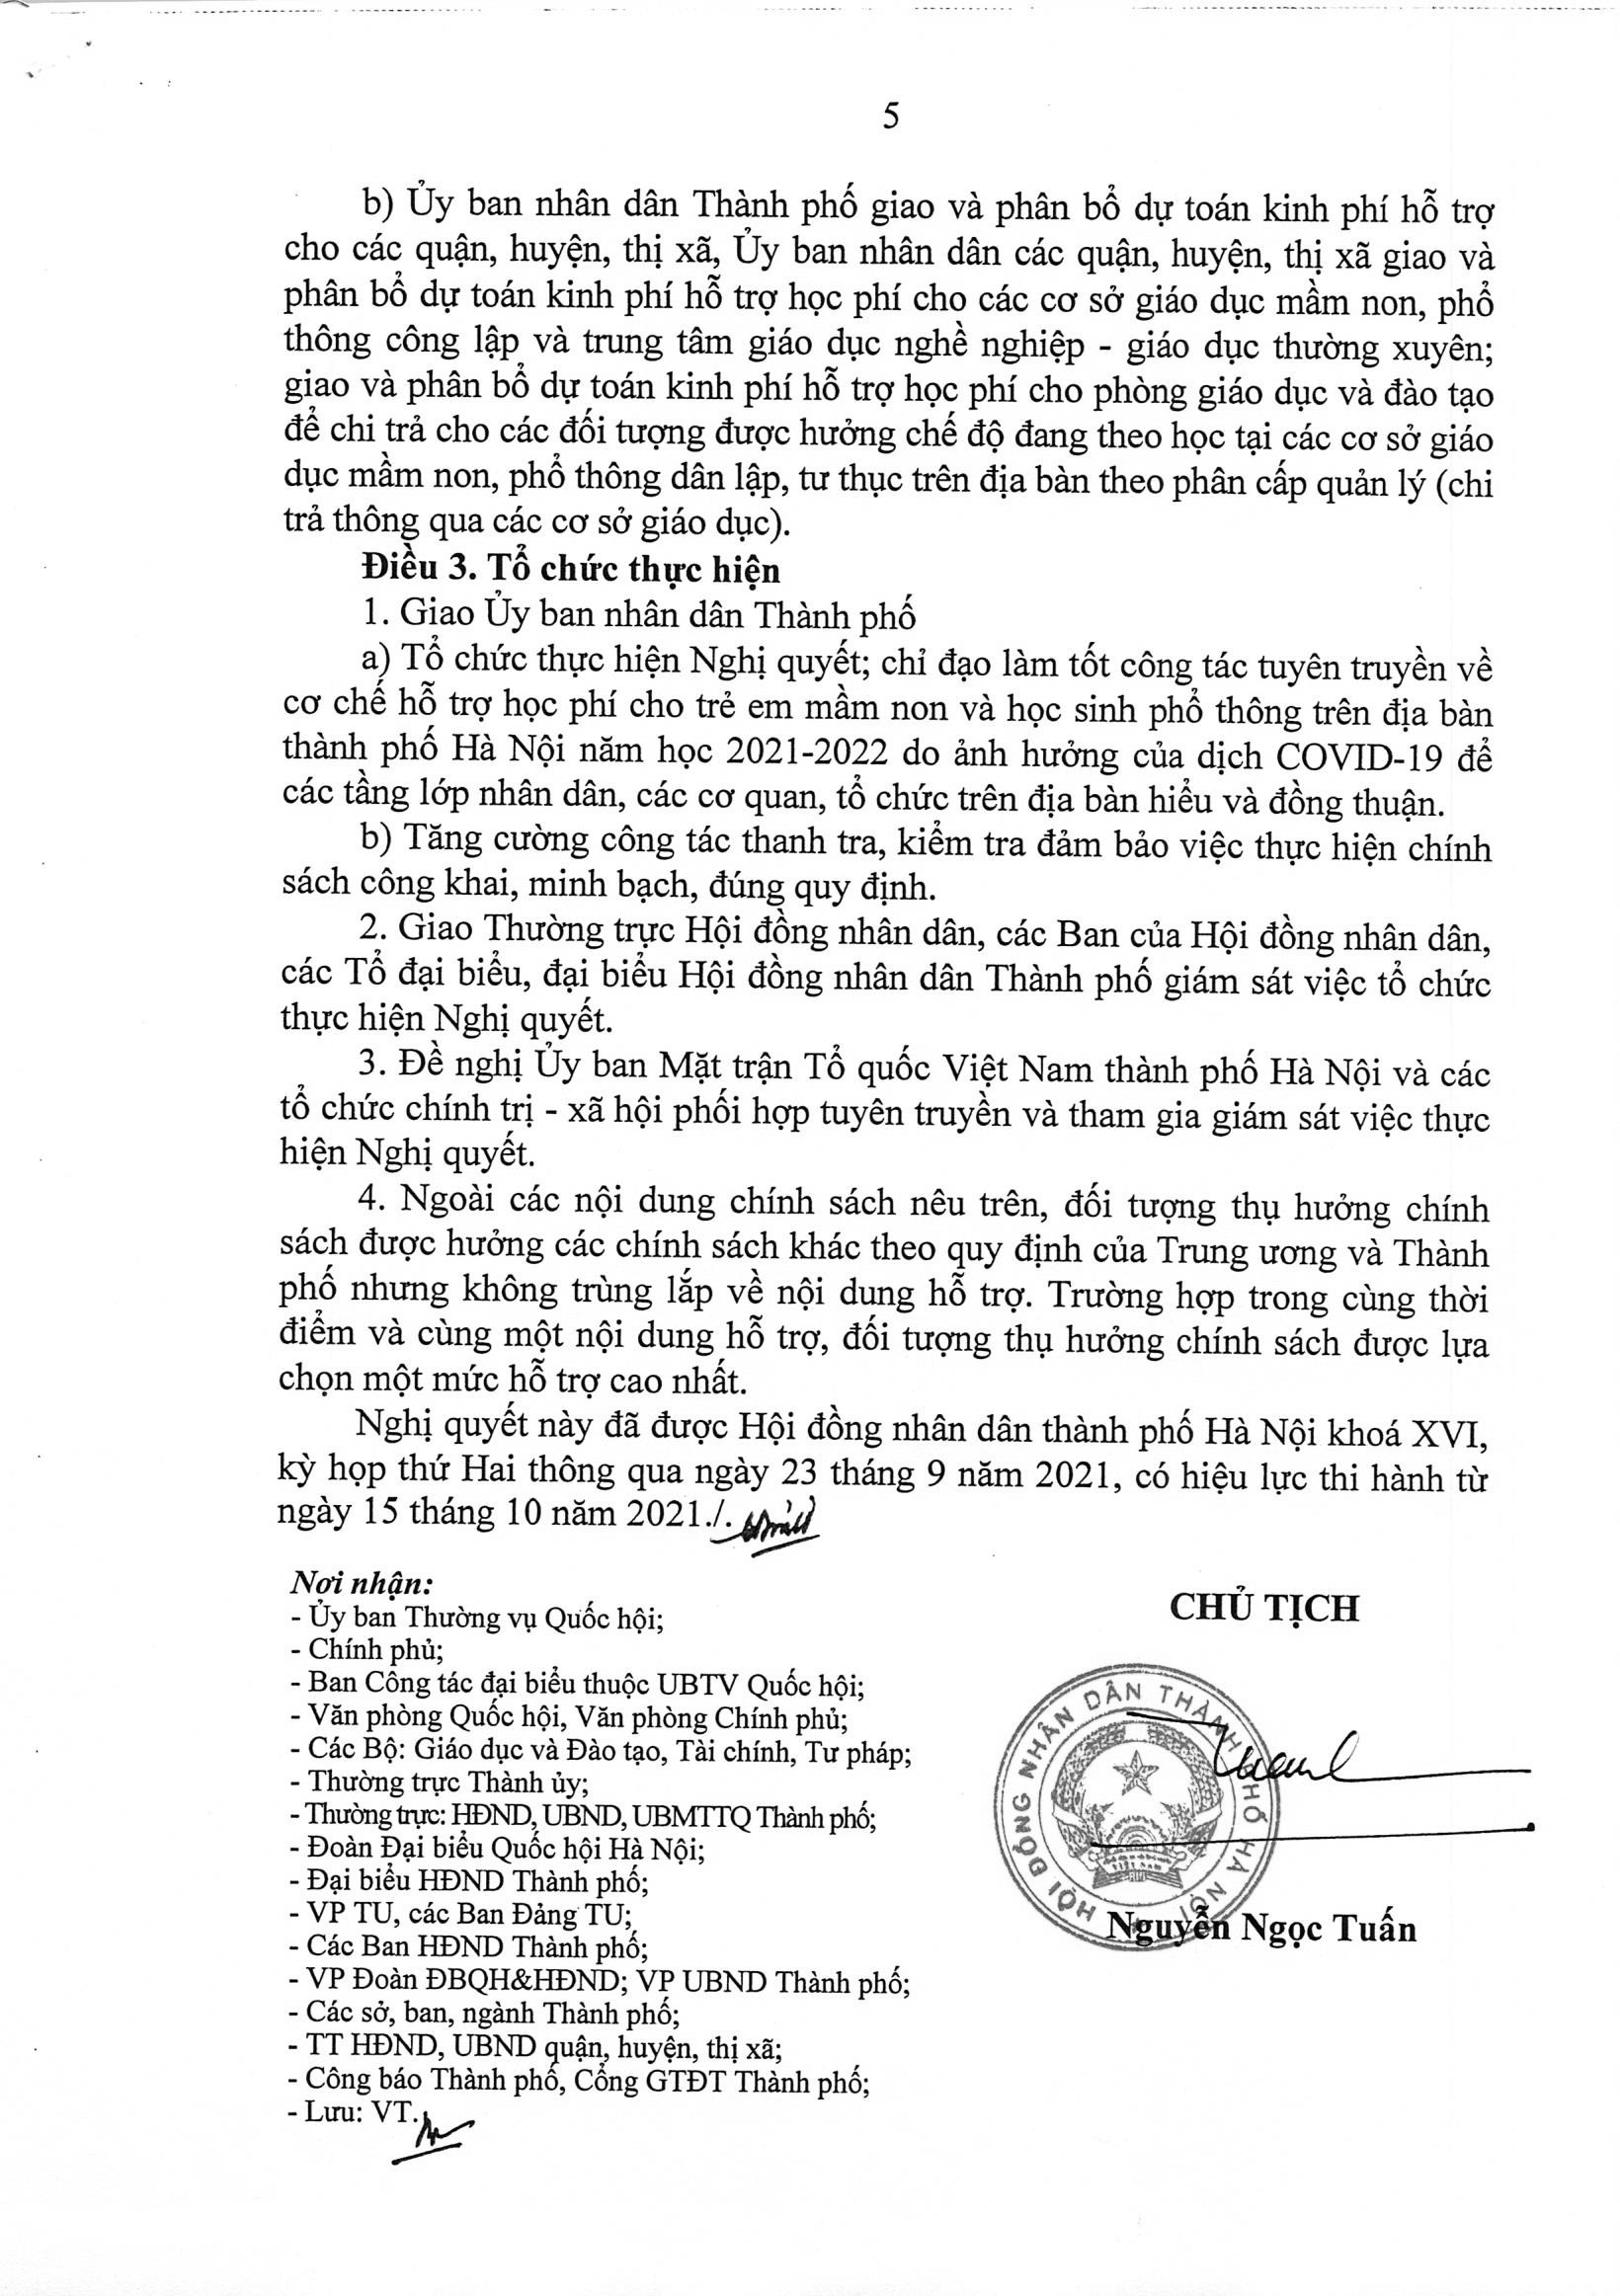 5
b) Ủy ban nhân dân Thành phố giao và phân bổ dự toán kinh phí hỗ trợ
cho các quận, huyện, thị xã, Ủy ban nhân dân các quận, huyện, thị xã giao và
phân bổ dự toán kinh phí hỗ trợ học phí cho các cơ sở giáo dục mầm non, phổ
thông công lập và trung tâm giáo dục nghề nghiệp - giáo dục thường xuyên;
giao và phân bổ dự toán kinh phí hỗ trợ học phí cho phòng giáo dục và đào tạo
để chi trả cho các đối tượng được hưởng chế độ đang theo học tại các cơ sở giáo
dục mầm non, phổ thông dân lập, tư thục trên địa bàn theo phân cấp quản lý (chi
trả thông qua các cơ sở giáo dục).
Điều 3. Tổ chức thực hiện
1. Giao Ủy ban nhân dân Thành phố
a) Tổ chức thực hiện Nghị quyết; chỉ đạo làm tốt công tác tuyên truyền về
cơ chế hỗ trợ học phí cho trẻ em mầm non và học sinh phổ thông trên địa bàn
thành phố Hà Nội năm học 2021-2022 do ảnh hưởng của dịch COVID-19 để
các tầng lớp nhân dân, các cơ quan, tổ chức trên địa bàn hiểu và đồng thuận.
b) Tăng cường công tác thanh tra, kiểm tra đảm bảo việc thực hiện chính
sách công khai, minh bạch, đúng quy định.
2. Giao Thường trực Hội đồng nhân dân, các Ban của Hội đồng nhân dân,
các Tổ đại biểu, đại biểu Hội đồng nhân dân Thành phố giám sát việc tổ chức
thực hiện Nghị quyết.
3. Đề nghị Ủy ban Mặt trận Tổ quốc Việt Nam thành phố Hà Nội và các
tổ chức chính trị - xã hội phối hợp tuyên truyền và tham gia giám sát việc thực
hiện Nghị quyết.
4. Ngoài các nội dung chính sách nêu trên, đối tượng thụ hưởng chính
sách được hưởng các chính sách khác theo quy định của Trung ương và Thành
phố nhưng không trùng lắp về nội dung hỗ trợ. Trường hợp trong cùng thời
điểm và cùng một nội dung hỗ trợ, đối tượng thụ hưởng chính sách được lựa
chọn một mức hỗ trợ cao nhất.
Nghị quyết này đã được Hội đồng nhân dân thành phố Hà Nội khoá XVI,
kỳ họp thứ Hai thông qua ngày 23 tháng 9 năm 2021, có hiệu lực thi hành từ
ngày 15 tháng 10 năm 2021./.
Nơi nhận:
- Ủy ban Thường vụ Quốc hội;
- Chính phủ;
- Ban Công tác đại biểu thuộc UBTV Quốc hội;
- Văn phòng Quốc hội, Văn phòng Chính phủ;
- Các Bộ: Giáo dục và Đào tạo, Tài chính, Tư pháp;
- Thường trực Thành ủy;
- Thường trực: HĐND, UBND, UBMTTQ Thành phố;
- Đoàn Đại biểu Quốc hội Hà Nội;
- Đại biểu HĐND Thành phố;
- VP TU, các Ban Đảng TU;
- Các Ban HĐND Thành phố;
- VP Đoàn ĐBQH&HĐND; VP UBND Thành phố;
- Các sở, ban, ngành Thành phố;
- TT HĐND, UBND quận, huyện, thị xã;
- Công báo Thành phố, Cổng GTĐT Thành phố;
- Lưu: VT.
CHỦ TỊCH
HỘI ĐỒNG NHÂN DÂN THÀNH PHỐ HÀ NỘI
VIỆT NAM
Nguyễn Ngọc Tuấn